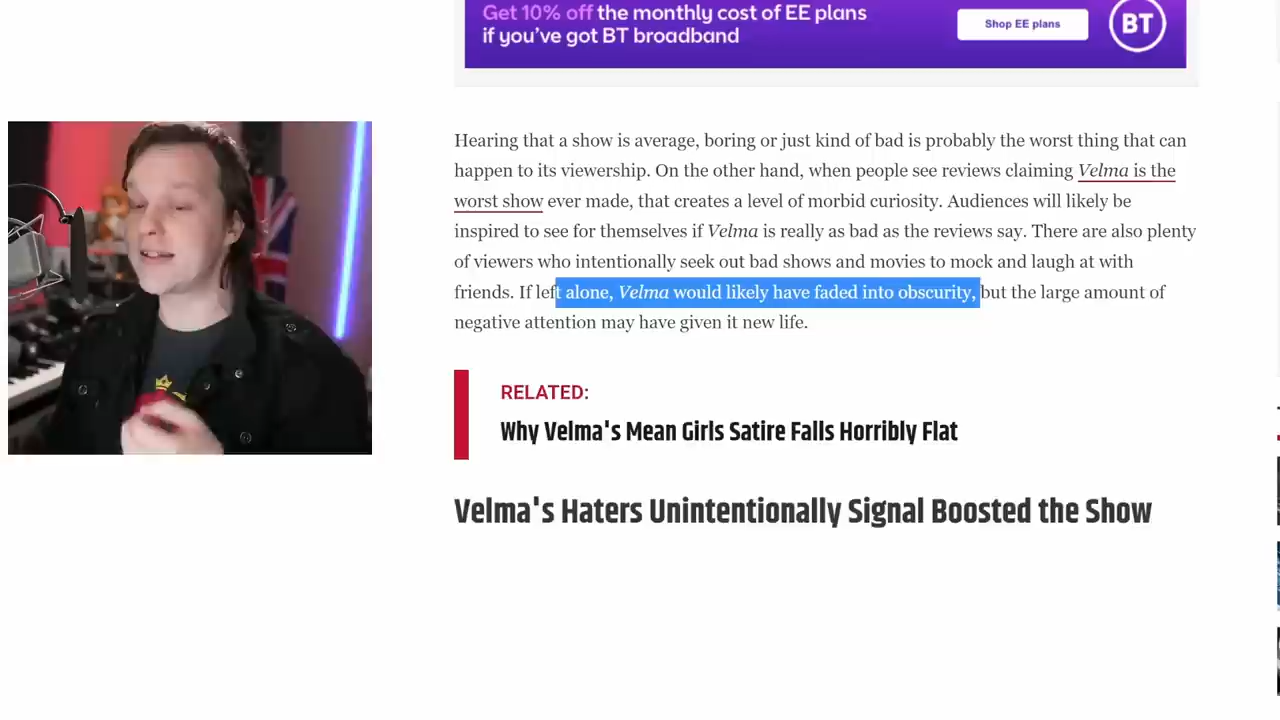 Get 10% off the monthly cost of EE plans
if you've got BT broadband
Shop EE plans
BT
Hearing that a show is average, boring or just kind of bad is probably the worst thing that can
happen to its viewership. On the other hand, when people see reviews claiming Velma is the
worst show ever made, that creates a level of morbid curiosity. Audiences will likely be
inspired to see for themselves if Velma is really as bad as the reviews say. There are also plenty
of viewers who intentionally seek out bad shows and movies to mock and laugh at with
friends. If left alone, Velma would likely have faded into obscurity, but the large amount of
negative attention may have given it new life.
RELATED:
Why Velma's Mean Girls Satire Falls Horribly Flat
Velma's Haters Unintentionally Signal Boosted the Show